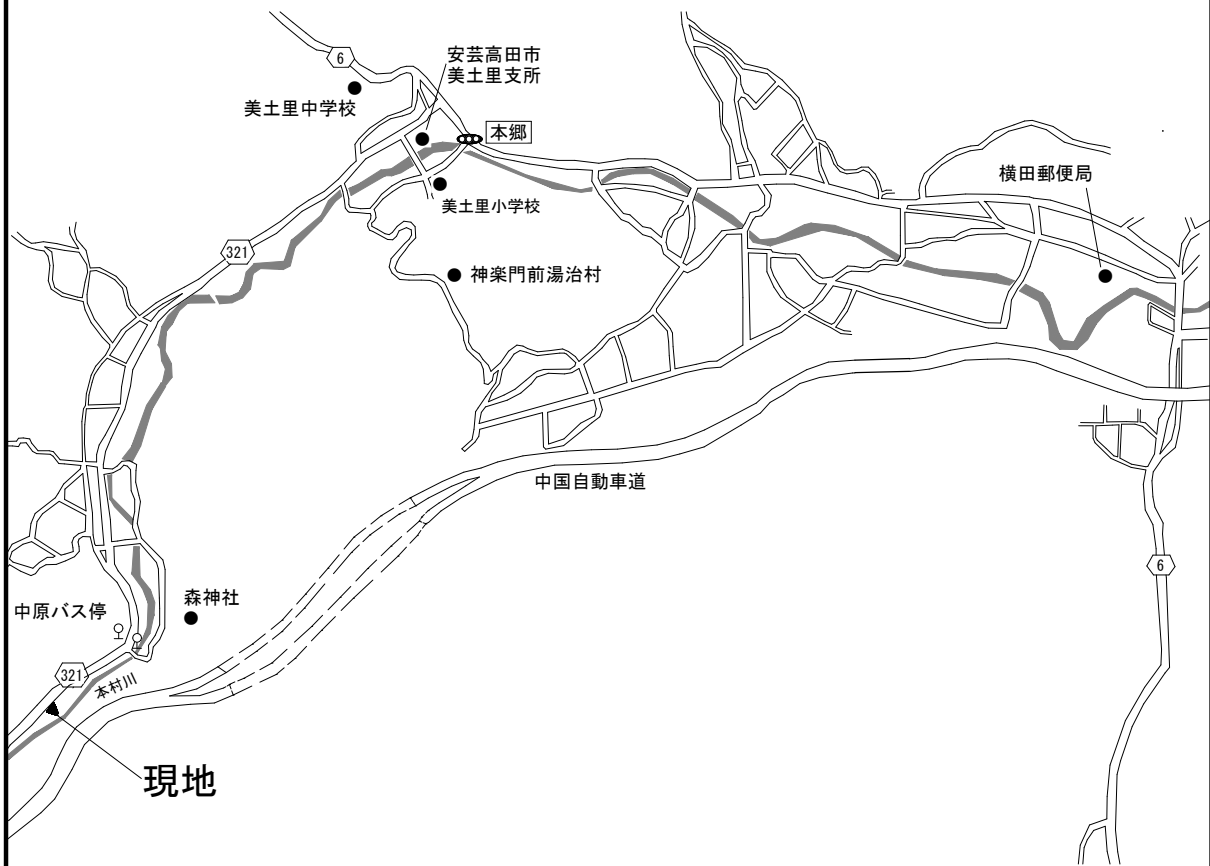 6
安芸高田市
美土里支所
美土里中学校
本郷
横田郵便局
美土里小学校
321
神楽門前湯治村
中国自動車道
6
森神社
中原バス停
321
本村川
現地